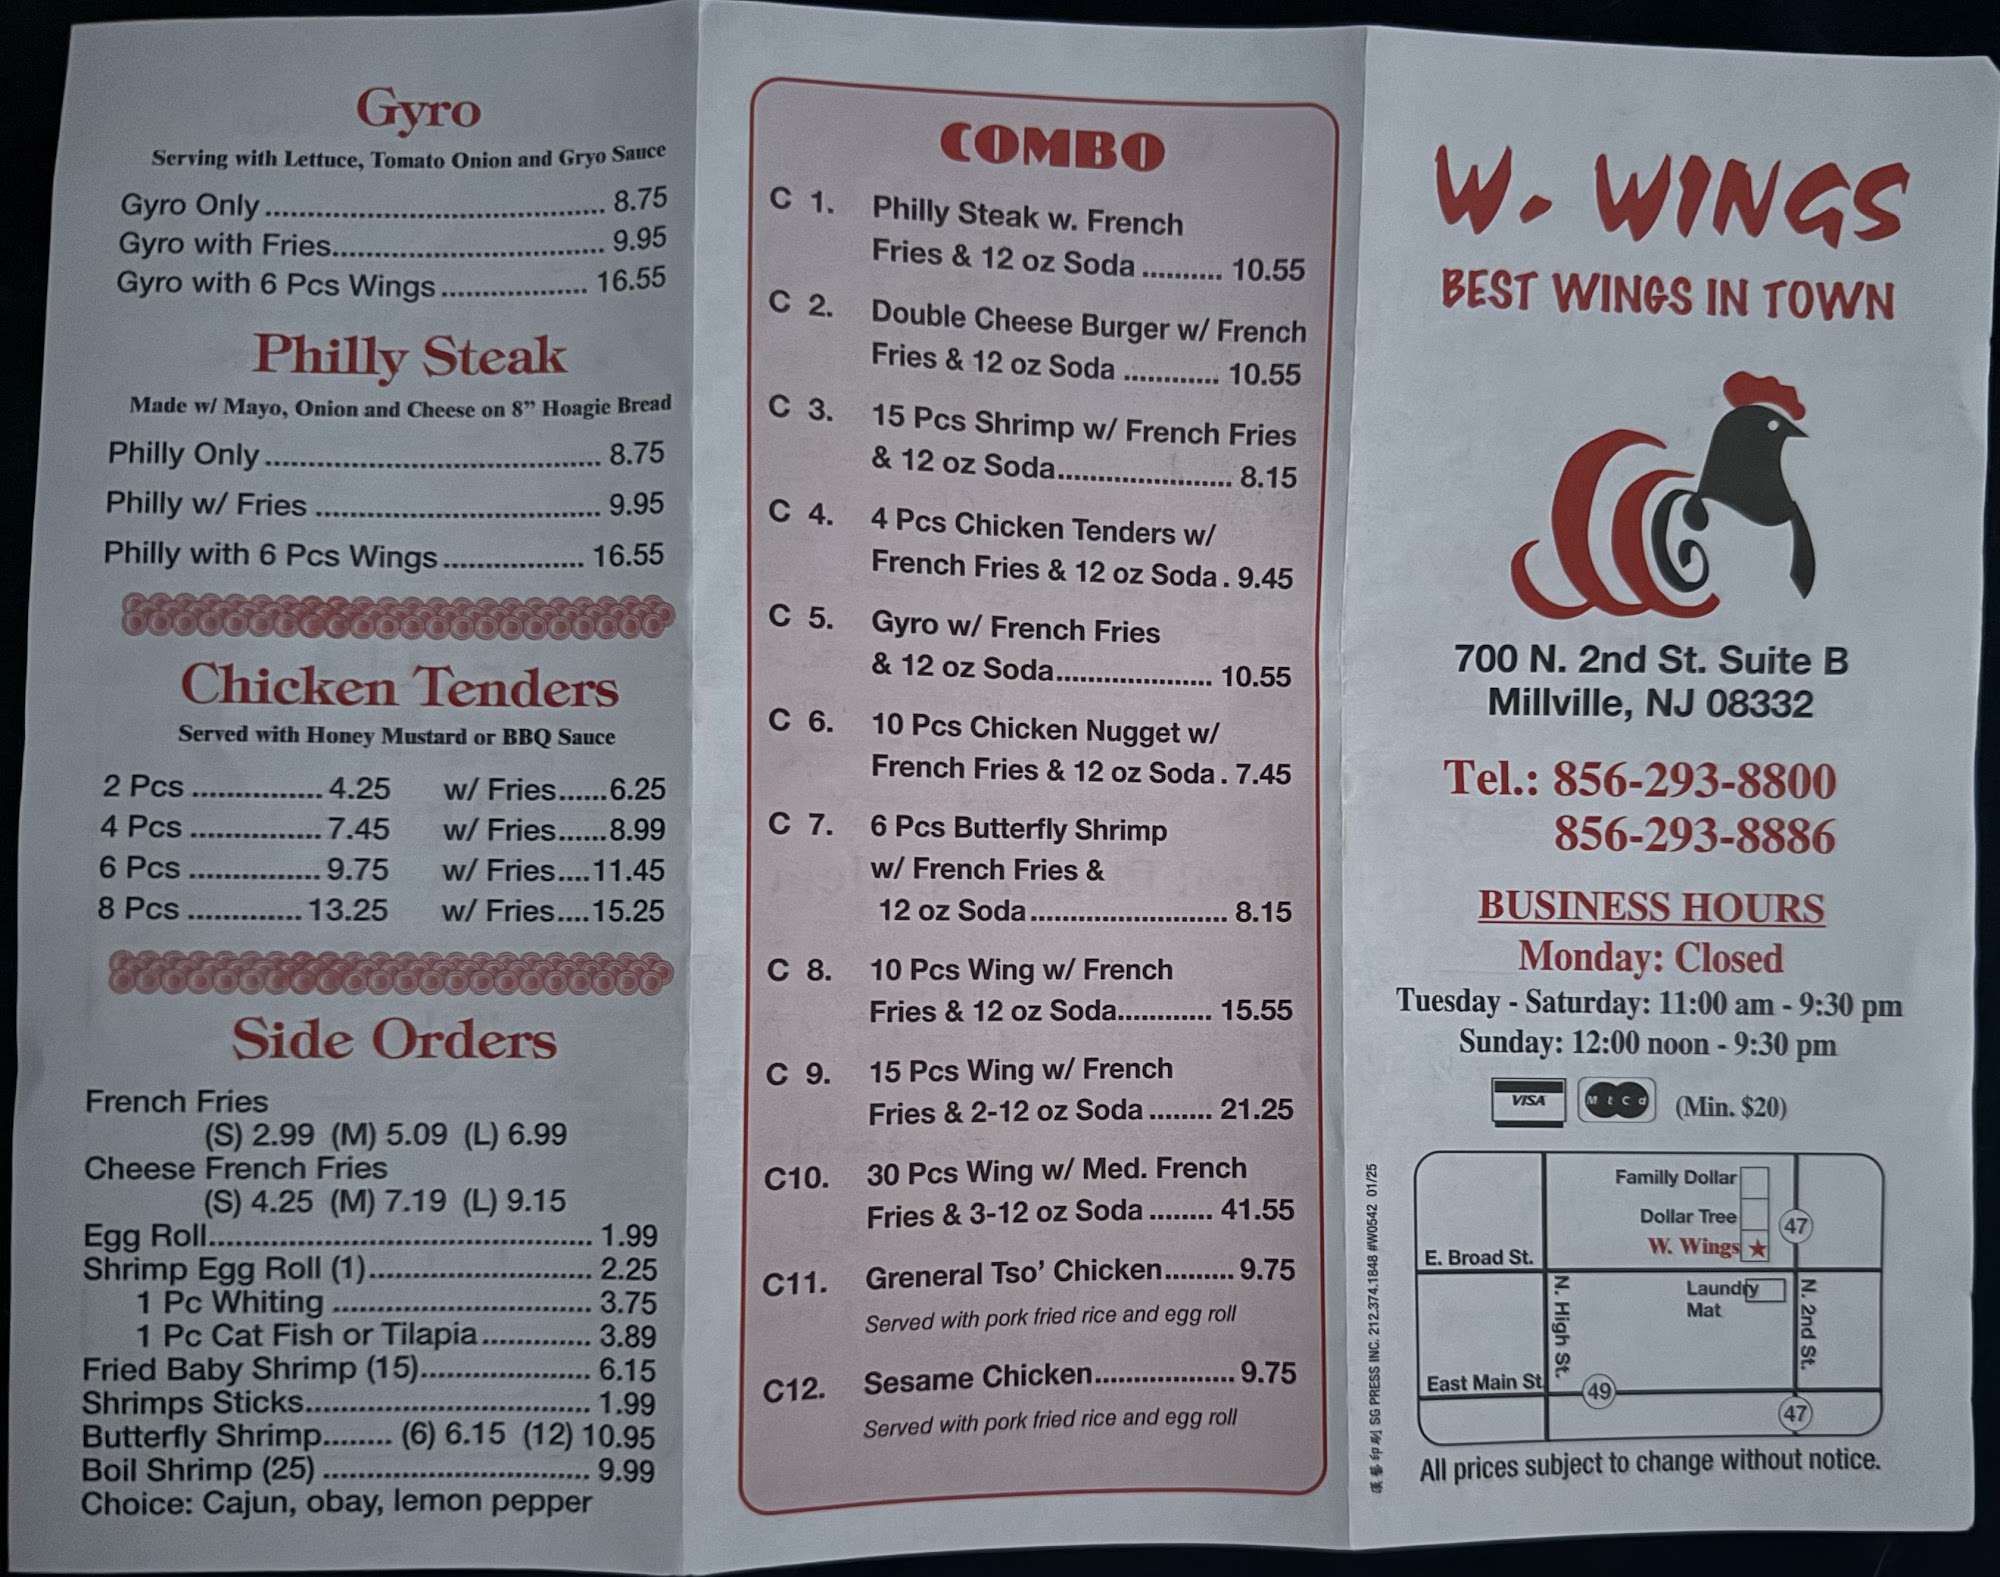 Gyro
Serving with Lettuce, Tomato Onion and Gryo Sauce
Gyro Only ........ 8.75
Gyro with Fries........ 9.95
Gyro with 6 Pcs Wings ........ 16.55
Philly Steak
Made w/ Mayo, Onion and Cheese on 8” Hoagie Bread
Philly Only ........ 8.75
Philly w/ Fries ........ 9.95
Philly with 6 Pcs Wings ........ 16.55
Chicken Tenders
Served with Honey Mustard or BBQ Sauce
2 Pcs ........ 4.25 w/ Fries......6.25
4 Pcs ........ 7.45 w/ Fries......8.99
6 Pcs ........ 9.75 w/ Fries....11.45
8 Pcs ........ 13.25 w/ Fries....15.25
Side Orders
French Fries
(S) 2.99 (M) 5.09 (L) 6.99
Cheese French Fries
(S) 4.25 (M) 7.19 (L) 9.15
Egg Roll........ 1.99
Shrimp Egg Roll (1)........ 2.25
1 Pc Whiting ........ 3.75
1 Pc Cat Fish or Tilapia ........ 3.89
Fried Baby Shrimp (15)........ 6.15
Shrimps Sticks........ 1.99
Butterfly Shrimp........ (6) 6.15 (12) 10.95
Boil Shrimp (25) ........ 9.99
Choice: Cajun, obay, lemon pepper
COMBO
C 1. Philly Steak w. French
Fries & 12 oz Soda .......... 10.55
C 2. Double Cheese Burger w/ French
Fries & 12 oz Soda ............ 10.55
C 3. 15 Pcs Shrimp w/ French Fries
& 12 oz Soda........ 8.15
C 4. 4 Pcs Chicken Tenders w/
French Fries & 12 oz Soda . 9.45
C 5. Gyro w/ French Fries
& 12 oz Soda........ 10.55
C 6. 10 Pcs Chicken Nugget w/
French Fries & 12 oz Soda . 7.45
C 7. 6 Pcs Butterfly Shrimp
w/ French Fries &
12 oz Soda........ 8.15
C 8. 10 Pcs Wing w/ French
Fries & 12 oz Soda............ 15.55
C 9. 15 Pcs Wing w/ French
Fries & 2-12 oz Soda ........ 21.25
C10. 30 Pcs Wing w/ Med. French
Fries & 3-12 oz Soda ........ 41.55
C11. Greneral Tso’ Chicken......... 9.75
Served with pork fried rice and egg roll
C12. Sesame Chicken........ 9.75
Served with pork fried rice and egg roll
W. WINGS
BEST WINGS IN TOWN
700 N. 2nd St. Suite B
Millville, NJ 08332
Tel.: 856-293-8800
856-293-8886
BUSINESS HOURS
Monday: Closed
Tuesday - Saturday: 11:00 am - 9:30 pm
Sunday: 12:00 noon - 9:30 pm
VISA MtCd (Min. $20)
Familly Dollar
Dollar Tree
W. Wings
47
E. Broad St.
Laundry
Mat
N. High St.
N. 2nd St.
East Main St
49
47
All prices subject to change without notice.
SG PRESS INC. 212.374.1848 #W0542 01/25